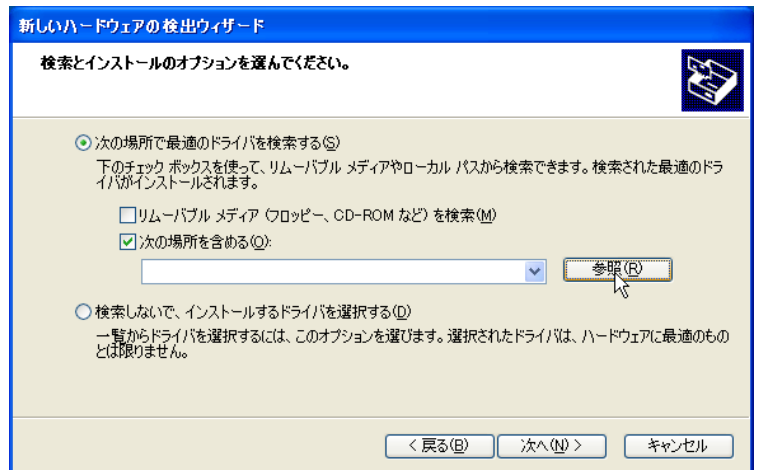 新しいハードウェアの検出ウィザード
検索とインストールのオプションを選んでください。
次の場所で最適のドライバを検索する(S)
下のチェック ボックスを使って、リムーバブル メディアやローカル パスから検索できます。検索された最適のドラ
イバがインストールされます。
リムーバブル メディア (フロッピー、CD-ROM など) を検索(M)
次の場所を含める(O):
参照(R)
検索しないで、インストールするドライバを選択する(D)
一覧からドライバを選択するには、このオプションを選びます。選択されたドライバは、ハードウェアに最適のもの
とは限りません。
< 戻る(B) 次へ(N) > キャンセル